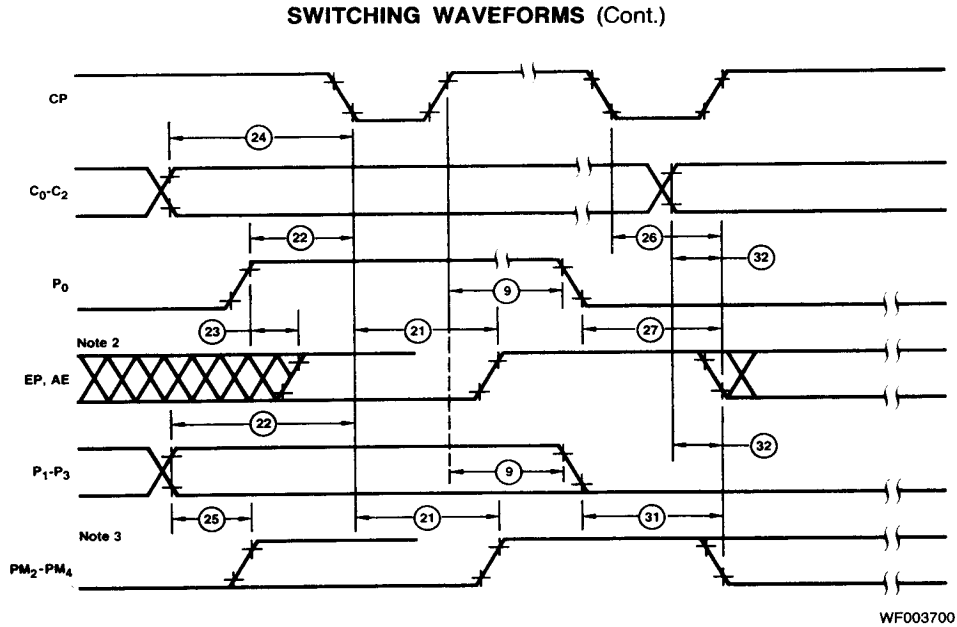 SWITCHING WAVEFORMS (Cont.)
CP
24
C0-C2
22
26
32
P0
9
23
21
27
Note 2
EP, AE
22
32
P1-P3
9
25
21
31
Note 3
PM2-PM4
WF003700